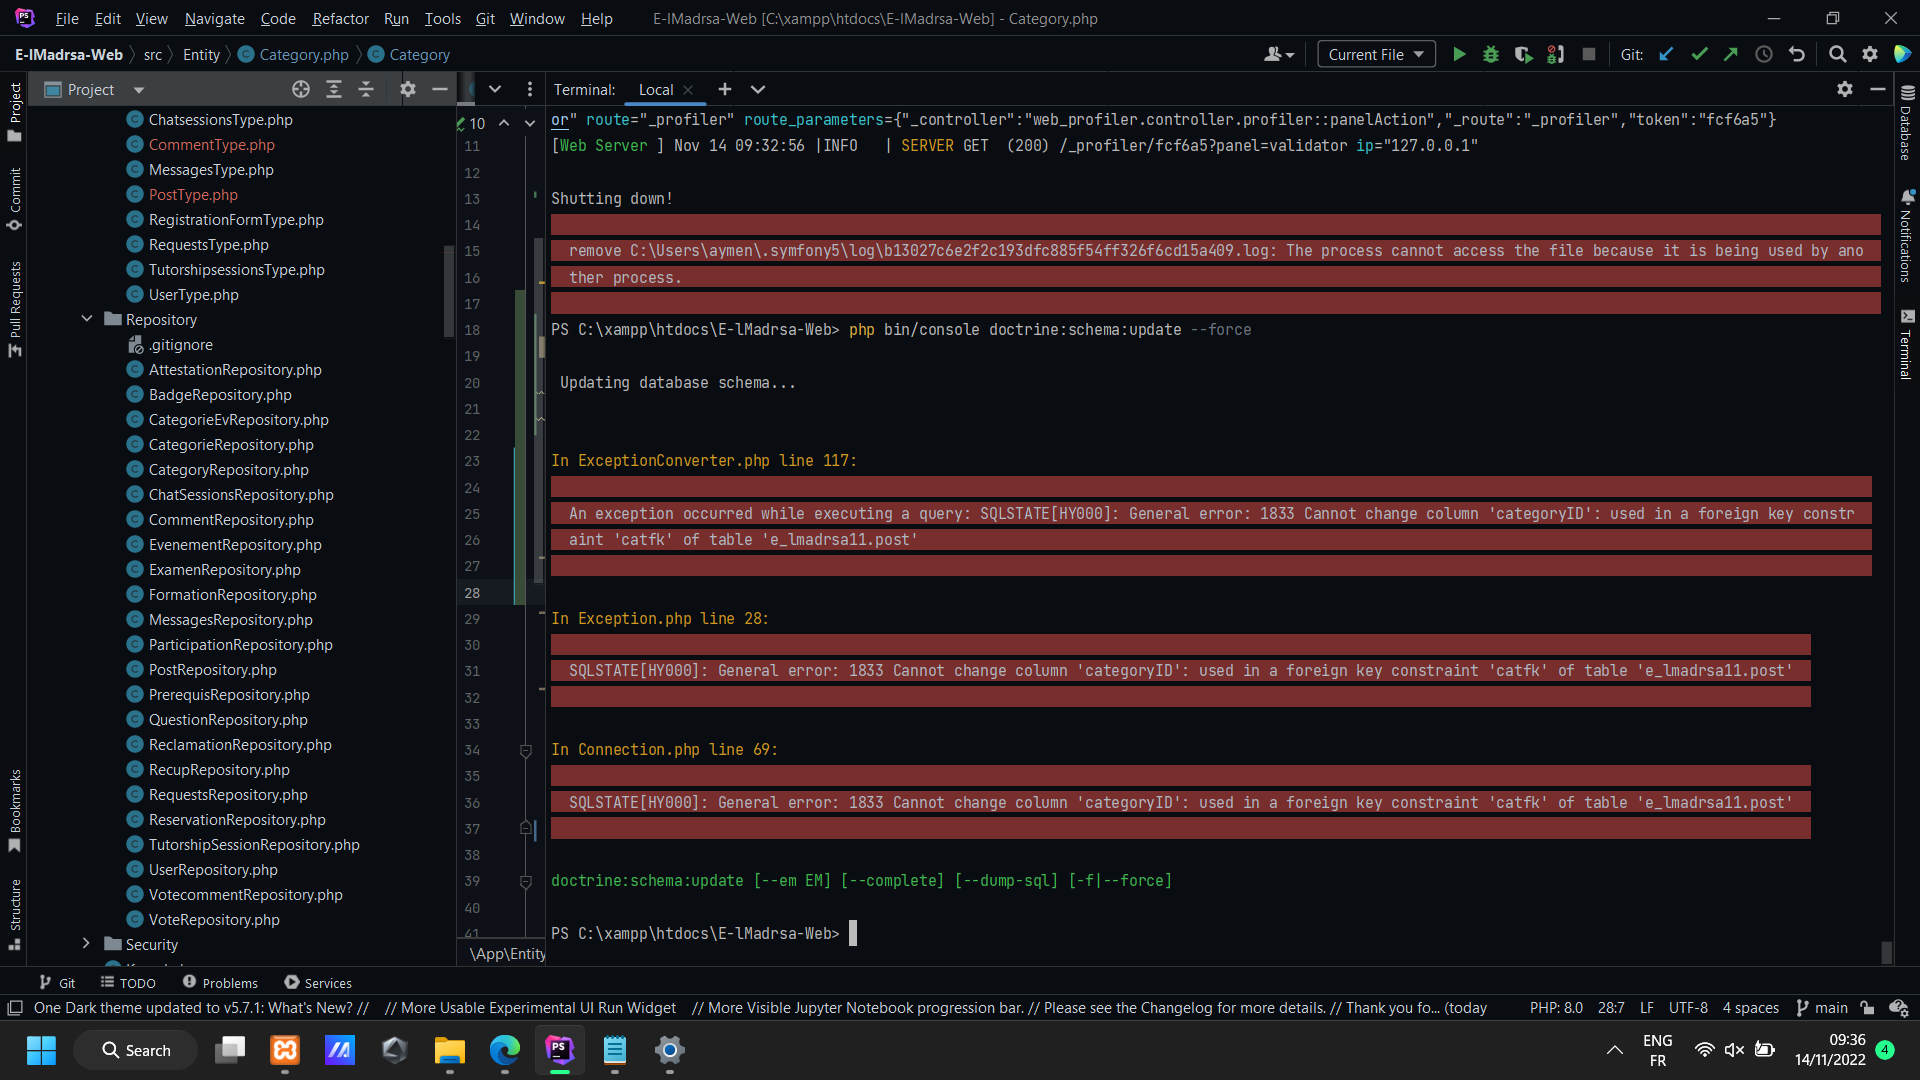 File Edit View Navigate Code Refactor Run Tools Git Window Help E-lMadrsa-Web [C:\xampp\htdocs\E-lMadrsa-Web] - Category.php
E-lMadrsa-Web src Entity Category.php Category Current File Git:
Project
Terminal: Local
ChatsessionsType.php
CommentType.php
MessagesType.php
PostType.php
RegistrationFormType.php
RequestsType.php
TutorshipsessionsType.php
UserType.php
Repository
.gitignore
AttestationRepository.php
BadgeRepository.php
CategorieEvRepository.php
CategorieRepository.php
CategoryRepository.php
ChatSessionsRepository.php
CommentRepository.php
EvenementRepository.php
ExamenRepository.php
FormationRepository.php
MessagesRepository.php
ParticipationRepository.php
PostRepository.php
PrerequisRepository.php
QuestionRepository.php
ReclamationRepository.php
RecupRepository.php
RequestsRepository.php
ReservationRepository.php
TutorshipSessionRepository.php
UserRepository.php
VotecommentRepository.php
VoteRepository.php
Security
Project
Commit
Pull Requests
Bookmarks
Structure
10
11
12
13
14
15
16
17
18
19
20
21
22
23
24
25
26
27
28
29
30
31
32
33
34
35
36
37
38
39
40
41
\App\Entity
or" route="_profiler" route_parameters={"_controller":"web_profiler.controller.profiler::panelAction","_route":"_profiler","token":"fcf6a5"}
[Web Server ] Nov 14 09:32:56 |INFO   | SERVER GET  (200) /_profiler/fcf6a5?panel=validator ip="127.0.0.1"
Shutting down!
remove C:\Users\aymen\.symfony5\log\b13027c6e2f2c193dfc885f54ff326f6cd15a409.log: The process cannot access the file because it is being used by ano
ther process.
PS C:\xampp\htdocs\E-lMadrsa-Web> php bin/console doctrine:schema:update --force
Updating database schema...
In ExceptionConverter.php line 117:
An exception occurred while executing a query: SQLSTATE[HY000]: General error: 1833 Cannot change column 'categoryID': used in a foreign key constr
aint 'catfk' of table 'e_lmadrsa11.post'
In Exception.php line 28:
SQLSTATE[HY000]: General error: 1833 Cannot change column 'categoryID': used in a foreign key constraint 'catfk' of table 'e_lmadrsa11.post'
In Connection.php line 69:
SQLSTATE[HY000]: General error: 1833 Cannot change column 'categoryID': used in a foreign key constraint 'catfk' of table 'e_lmadrsa11.post'
doctrine:schema:update [--em EM] [--complete] [--dump-sql] [-f|--force]
PS C:\xampp\htdocs\E-lMadrsa-Web>
Database
Notifications
Terminal
Git TODO Problems Services
One Dark theme updated to v5.7.1: What's New? // // More Usable Experimental UI Run Widget // More Visible Jupyter Notebook progression bar. // Please see the Changelog for more details. // Thank you fo... (today PHP: 8.0 28:7 LF UTF-8 4 spaces main
Search
ENG
FR
09:36
14/11/2022
4